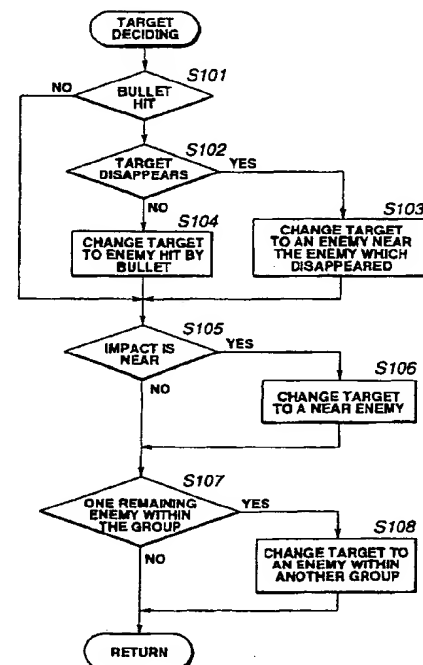 TARGET
DECIDING
S101
NO
BULLET
HIT
S102
TARGET
DISAPPEARS
YES
NO
S104
CHANGE TARGET
TO ENEMY HIT BY
BULLET
S103
CHANGE TARGET
TO AN ENEMY NEAR
THE ENEMY WHICH
DISAPPEARED
S105
IMPACT IS
NEAR
YES
NO
S106
CHANGE TARGET
TO A NEAR ENEMY
S107
ONE REMAINING
ENEMY WITHIN
THE GROUP
YES
NO
S108
CHANGE TARGET TO
AN ENEMY WITHIN
ANOTHER GROUP
RETURN